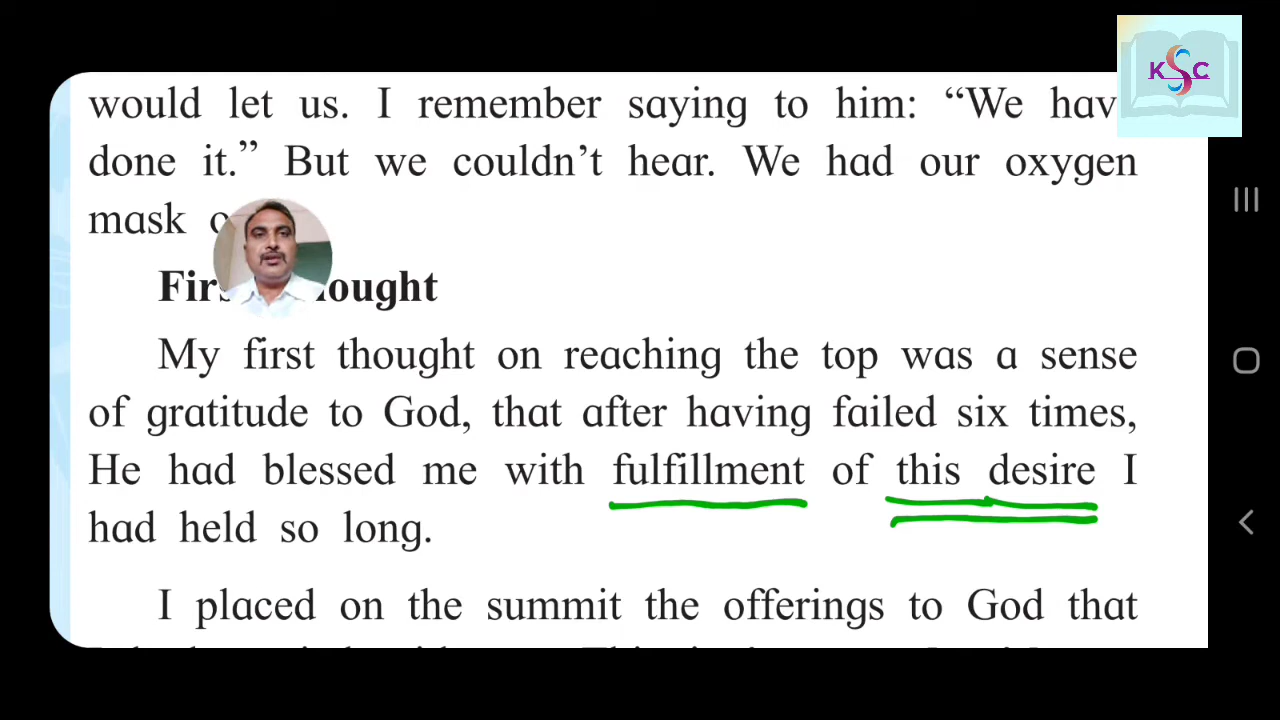 KSC
would let us. I remember saying to him: “We hav
done it.” But we couldn’t hear. We had our oxygen
mask
My first thought on reaching the top was a sense
of gratitude to God, that after having failed six times,
He had blessed me with fulfillment of this desire I
had held so long.
I placed on the summit the offerings to God that